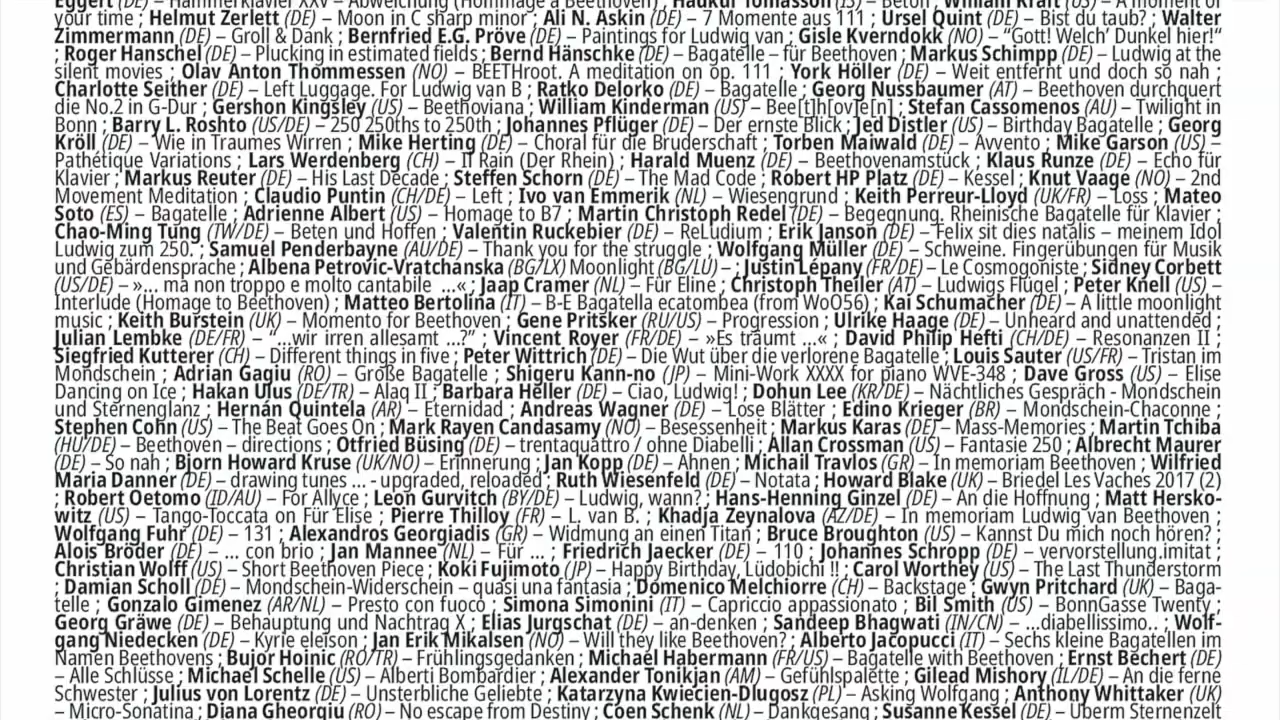 Eggert (DE) – Hammerklavier XXV – Abweichung (Hommage à Beethoven) ; Haukur Tómasson (IS) – Beton ; William Kraft (US) – A moment of
your time ; Helmut Zerlett (DE) – Moon in C sharp minor ; Ali N. Askin (DE) – 7 Momente aus 111 ; Ursel Quint (DE) – Bist du taub? ; Walter
Zimmermann (DE) – Groll & Dank ; Bernfried E.G. Pröve (DE) – Paintings for Ludwig van ; Gisle Kverndokk (NO) – “Gott! Welch’ Dunkel hier!“
; Roger Hanschel (DE) – Plucking in estimated fields ; Bernd Hänschke (DE) – Bagatelle – für Beethoven ; Markus Schimpp (DE) – Ludwig at the
silent movies ; Olav Anton Thommessen (NO) – BEETHroot. A meditation on op. 111 ; York Höller (DE) – Weit entfernt und doch so nah ;
Charlotte Seither (DE) – Left Luggage. For Ludwig van B ; Ratko Delorko (DE) – Bagatelle ; Georg Nussbaumer (AT) – Beethoven durchquert
die No.2 in G-Dur ; Gershon Kingsley (US) – Beethoviana ; William Kinderman (US) – Bee[t]h[ov]e[n] ; Stefan Cassomenos (AU) – Twilight in
Bonn ; Barry L. Roshto (US/DE) – 250 250ths to 250th ; Johannes Pflüger (DE) – Der ernste Blick ; Jed Distler (US) – Birthday Bagatelle ; Georg
Kröll (DE) – Wie in Traumes Wirren ; Mike Herting (DE) – Choral für die Bruderschaft ; Torben Maiwald (DE) – Avvento ; Mike Garson (US) –
Pathétique Variations ; Lars Werdenberg (CH) – Il Rain (Der Rhein) ; Harald Muenz (DE) – Beethovenamstück ; Klaus Runze (DE) – Echo für
Klavier ; Markus Reuter (DE) – His Last Decade ; Steffen Schorn (DE) – The Mad Code ; Robert HP Platz (DE) – Kessel ; Knut Vaage (NO) – 2nd
Movement Meditation ; Claudio Puntin (CH/DE) – Left ; Ivo van Emmerik (NL) – Wiesengrund ; Keith Perreur-Lloyd (UK/FR) – Loss ; Mateo
Soto (ES) – Bagatelle ; Adrienne Albert (US) – Homage to B7 ; Martin Christoph Redel (DE) – Begegnung. Rheinische Bagatelle für Klavier ;
Chao-Ming Tung (TW/DE) – Beten und Hoffen ; Valentin Ruckebier (DE) – ReLudium ; Erik Janson (DE) – Felix sit dies natalis – meinem Idol
Ludwig zum 250. ; Samuel Penderbayne (AU/DE) – Thank you for the struggle ; Wolfgang Müller (DE) – Schweine. Fingerübungen für Musik
und Gebärdensprache ; Albena Petrovic-Vratchanska (BG/LX) Moonlight (BG/LU) – ; Justin Lépany (FR/DE) – Le Cosmogoniste ; Sidney Corbett
(US/DE) – »... ma non troppo e molto cantabile ...« ; Jaap Cramer (NL) – Für Eline ; Christoph Theiler (AT) – Ludwigs Flügel ; Peter Knell (US) –
Interlude (Homage to Beethoven) ; Matteo Bertolina (IT) – B-E Bagatella ecatombea (from WoO56) ; Kai Schumacher (DE) – A little moonlight
music ; Keith Burstein (UK) – Momento for Beethoven ; Gene Pritsker (RU/US) – Progression ; Ulrike Haage (DE) – Unheard and unattended ;
Julian Lembke (DE/FR) – “...wir irren allesamt ...?” ; Vincent Royer (FR/DE) – »Es träumt ...« ; David Philip Hefti (CH/DE) – Resonanzen II ;
Siegfried Kutterer (CH) – Different things in five ; Peter Wittrich (DE) – Die Wut über die verlorene Bagatelle ; Louis Sauter (US/FR) – Tristan im
Mondschein ; Adrian Gagiu (RO) – Große Bagatelle ; Shigeru Kann-no (JP) – Mini-Work XXXX for piano WVE-348 ; Dave Gross (US) – Elise
Dancing on Ice ; Hakan Ulus (DE/TR) – Alaq II ; Barbara Heller (DE) – Ciao, Ludwig! ; Dohun Lee (KR/DE) – Nächtliches Gespräch - Mondschein
und Sternenglanz ; Hernán Quintela (AR) – Eternidad ; Andreas Wagner (DE) – Lose Blätter ; Edino Krieger (BR) – Mondschein-Chaconne ;
Stephen Cohn (US) – The Beat Goes On ; Mark Rayen Candasamy (NO) – Besessenheit ; Markus Karas (DE) – Mass-Memories ; Martin Tchiba
(HU/DE) – Beethoven – directions ; Otfried Büsing (DE) – trentaquattro / ohne Diabelli ; Allan Crossman (US) – Fantasie 250 ; Albrecht Maurer
(DE) – So nah ; Bjorn Howard Kruse (UK/NO) – Erinnerung ; Jan Kopp (DE) – Ahnen ; Michail Travlos (GR) – In memoriam Beethoven ; Wilfried
Maria Danner (DE) – drawing tunes ... - upgraded, reloaded ; Ruth Wiesenfeld (DE) – Notata ; Howard Blake (UK) – Briedel Les Vaches 2017 (2)
; Robert Oetomo (ID/AU) – For Allyce ; Leon Gurvitch (BY/DE) – Ludwig, wann? ; Hans-Henning Ginzel (DE) – An die Hoffnung ; Matt Hersko-
witz (US) – Tango-Toccata on Für Elise ; Pierre Thilloy (FR) – L. van B. ; Khadja Zeynalova (AZ/DE) – In memoriam Ludwig van Beethoven ;
Wolfgang Fuhr (DE) – 131 ; Alexandros Georgiadis (GR) – Widmung an einen Titan ; Bruce Broughton (US) – Kannst Du mich noch hören? ;
Alois Bröder (DE) – ... con brio ; Jan Mannee (NL) – Für ... ; Friedrich Jaecker (DE) – 110 ; Johannes Schropp (DE) – vervorstellung.imitat ;
Christian Wolff (US) – Short Beethoven Piece ; Koki Fujimoto (JP) – Happy Birthday, Lüdobichi !! ; Carol Worthey (US) – The Last Thunderstorm
; Damian Scholl (DE) – Mondschein-Widerschein – quasi una fantasia ; Domenico Melchiorre (CH) – Backstage ; Gwyn Pritchard (UK) – Baga-
telle ; Gonzalo Gimenez (AR/NL) – Presto con fuoco ; Simona Simonini (IT) – Capriccio appassionato ; Bil Smith (US) – BonnGasse Twenty ;
Georg Gräwe (DE) – Behauptung und Nachtrag X ; Elias Jurgschat (DE) – an-denken ; Sandeep Bhagwati (IN/CN) – ...diabellissimo.. ; Wolf-
gang Niedecken (DE) – Kyrie eleison ; Jan Erik Mikalsen (NO) – Will they like Beethoven? ; Alberto Jacopucci (IT) – Sechs kleine Bagatellen im
Namen Beethovens ; Bujor Hoinic (RO/TR) – Frühlingsgedanken ; Michael Habermann (FR/US) – Bagatelle with Beethoven ; Ernst Bechert (DE)
– Alle Schlüsse ; Michael Schelle (US) – Alberti Bombardier ; Alexander Tonikjan (AM) – Gefühlspalette ; Gilead Mishory (IL/DE) – An die ferne
Schwester ; Julius von Lorentz (DE) – Unsterbliche Geliebte ; Katarzyna Kwiecien-Dlugosz (PL) – Asking Wolfgang ; Anthony Whittaker (UK)
– Micro-Sonatina ; Diana Gheorgiu (RO) – No escape from Destiny ; Coen Schenk (NL) – Dankgesang ; Susanne Kessel (DE) – Überm Sternenzelt